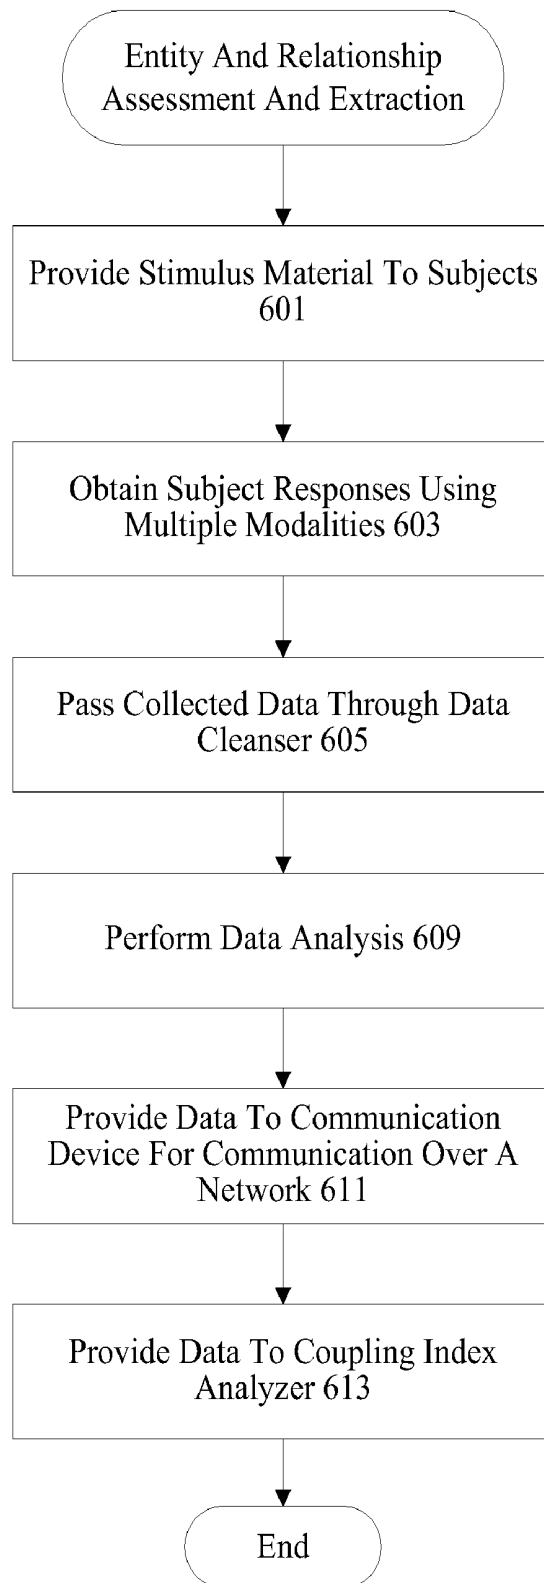 Entity And Relationship
Assessment And Extraction
Provide Stimulus Material To Subjects
601
Obtain Subject Responses Using
Multiple Modalities 603
Pass Collected Data Through Data
Cleanser 605
Perform Data Analysis 609
Provide Data To Communication
Device For Communication Over A
Network 611
Provide Data To Coupling Index
Analyzer 613
End